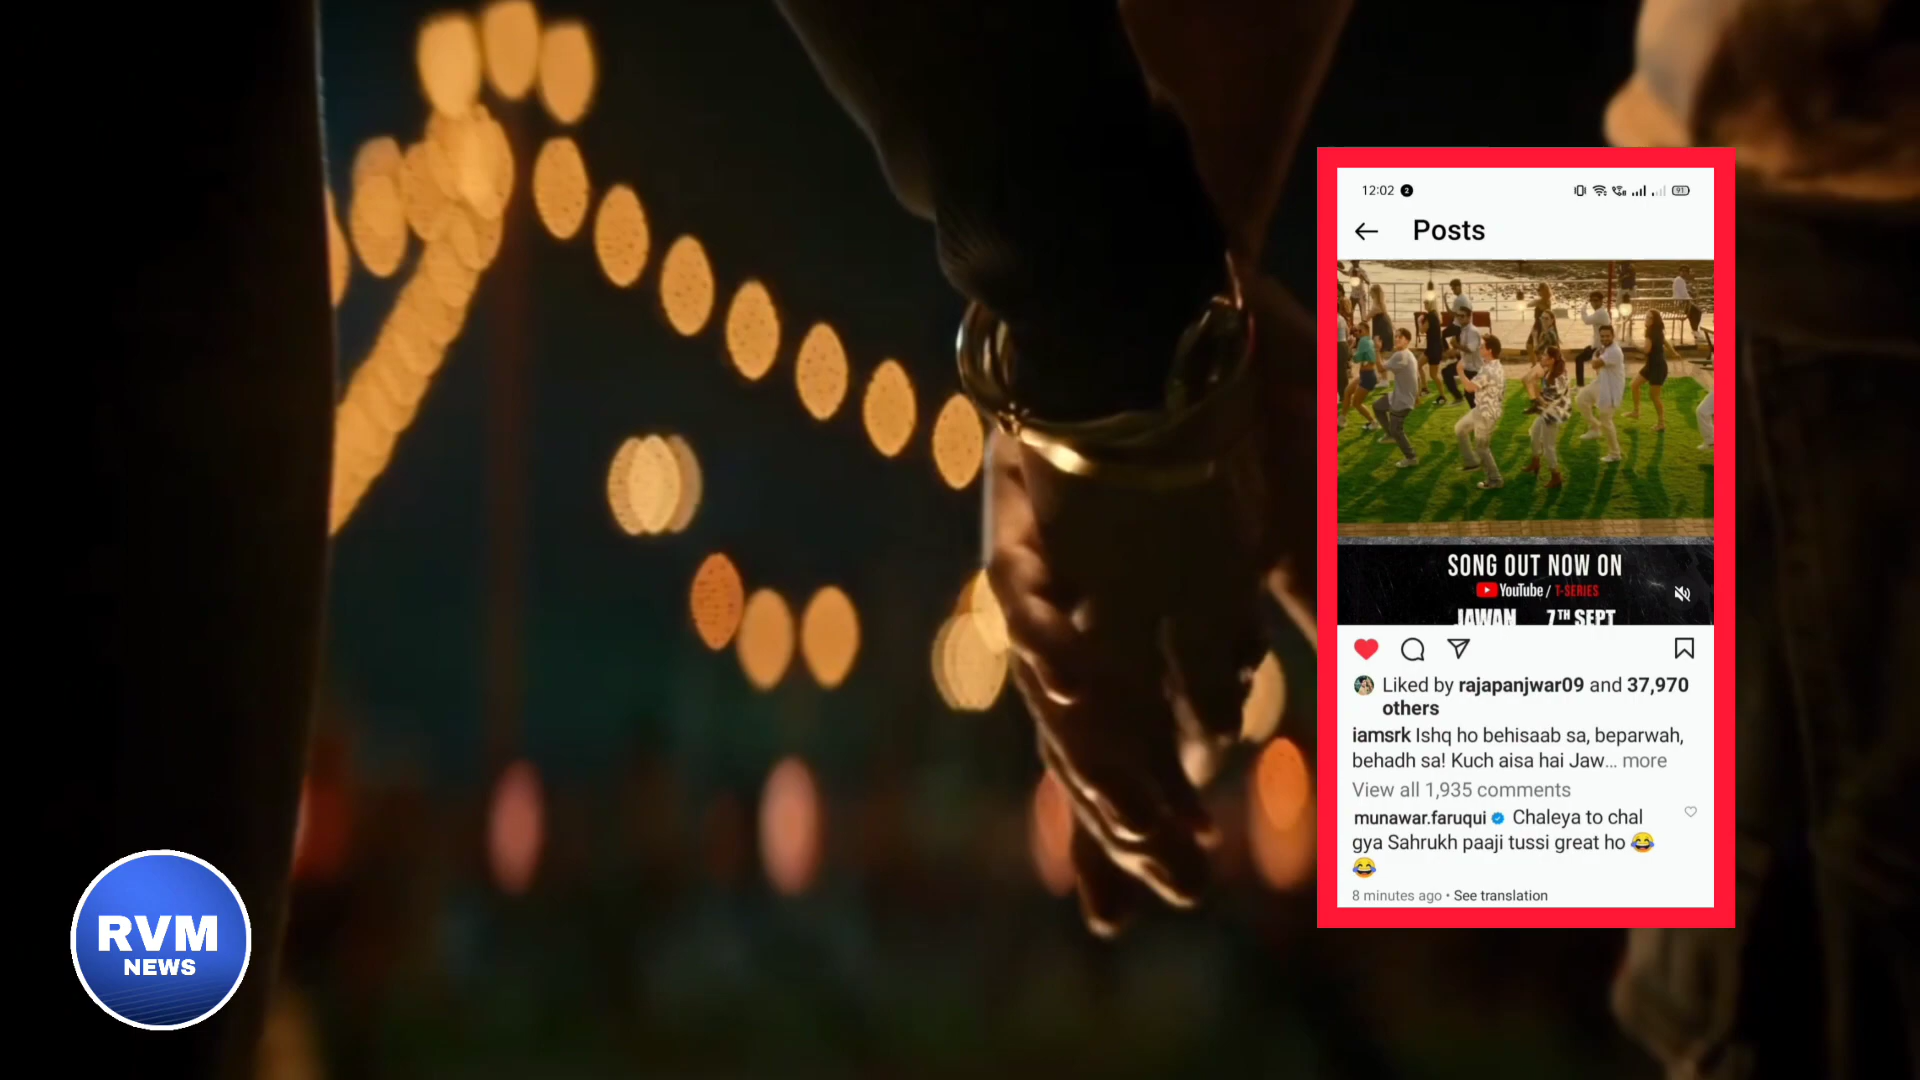 12:02 2
91
Posts
SONG OUT NOW ON
YouTube / T-SERIES
JAWAN 7TH SEPT
Liked by rajapanjwar09 and 37,970
others
iamsrk Ishq ho behisaab sa, beparwah,
behadh sa! Kuch aisa hai Jaw... more
View all 1,935 comments
munawar.faruqui Chaleya to chal
gya Sahrukh paaji tussi great ho 😂
😂
8 minutes ago • See translation
RVM
NEWS